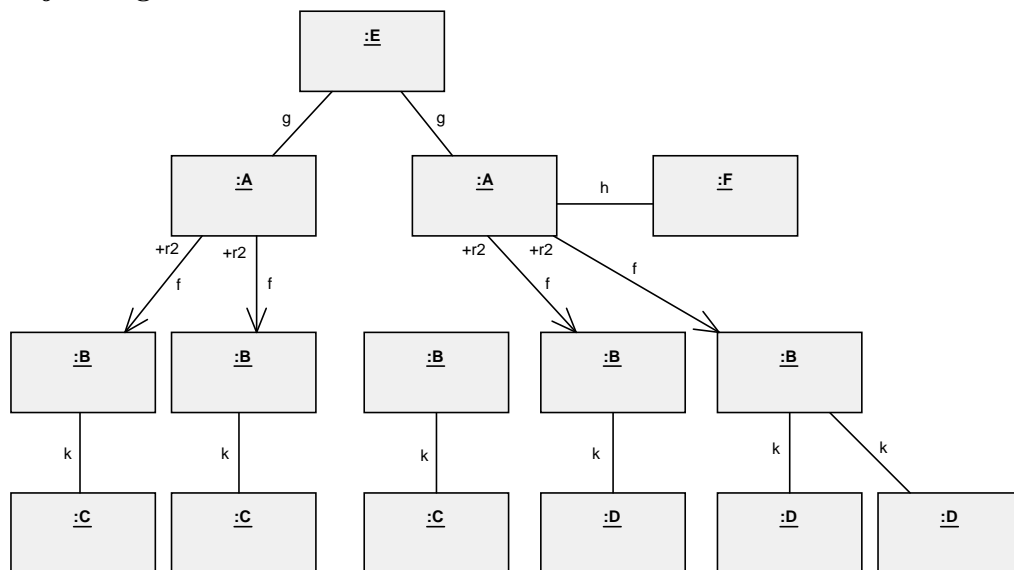 :E
g g
:A :A :F
h
+r2 +r2 +r2 +r2
f f f f
:B :B :B :B :B
k k k k k k
:C :C :C :D :D :D